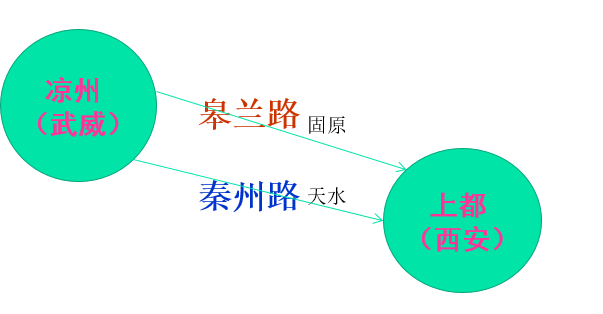 凉州
（武威）
皋兰路 固原
秦州路 天水
上都
（西安）